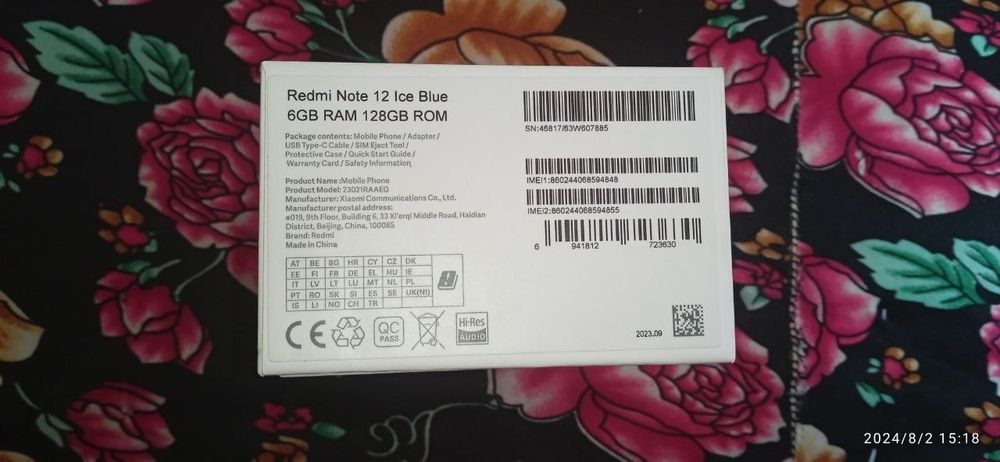 Redmi Note 12 Ice Blue
6GB RAM 128GB ROM
Package contents: Mobile Phone / Adapter /
USB Type-C Cable / SIM Eject Tool /
Protective Case / Quick Start Guide /
Warranty Card / Safety Information
Product Name:Mobile Phone
Product Model: 23021RAAEG
Manufacturer: Xiaomi Communications Co., Ltd.
Manufacturer postal address:
#019, 9th Floor, Building 6, 33 Xi'erqi Middle Road, Haidian
District, Beijing, China, 100085
Brand: Redmi
Made in China
AT BE BG HR CY CZ DK
EE FI FR DE EL HU IE
IT LV LT LU MT NL PL
PT RO SK SI ES SE UK(NI)
IS LI NO CH TR
CE
QC
PASS
Hi-Res
AUDIO
SN:46817/63W607885
IMEI1:860244068594848
IMEI2:860244068594855
6 941812 723630
2023.09
2024/8/2 15:18